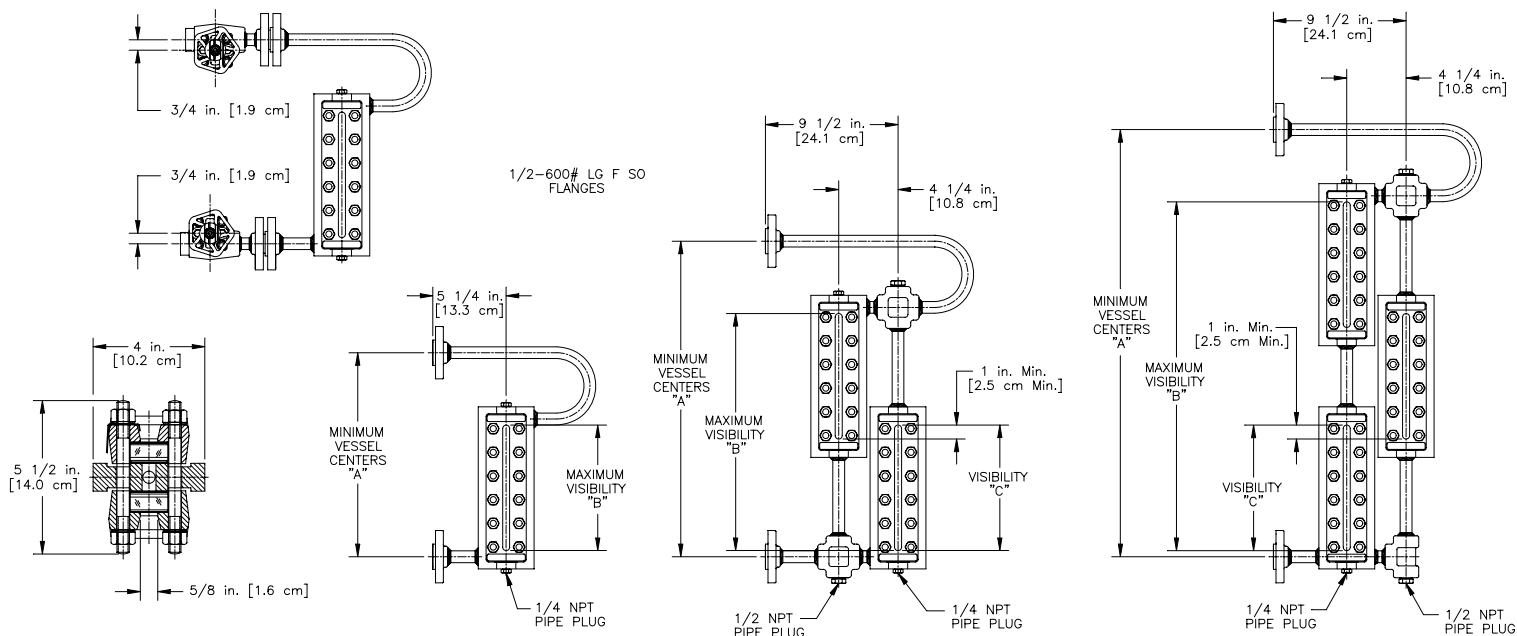 3/4 in. [1.9 cm]
3/4 in. [1.9 cm]
1/2-600# LG F SO
FLANGES
4 in.
[10.2 cm]
5 1/2 in.
[14.0 cm]
5/8 in. [1.6 cm]
5 1/4 in.
[13.3 cm]
MINIMUM
VESSEL
CENTERS
"A"
MAXIMUM
VISIBILITY
"B"
1/4 NPT
PIPE PLUG
9 1/2 in.
[24.1 cm]
4 1/4 in.
[10.8 cm]
MINIMUM
VESSEL
CENTERS
"A"
MAXIMUM
VISIBILITY
"B"
1 in. Min.
[2.5 cm Min.]
VISIBILITY
"C"
1/2 NPT
PIPE PLUG
1/4 NPT
PIPE PLUG
9 1/2 in.
[24.1 cm]
4 1/4 in.
[10.8 cm]
MINIMUM
VESSEL
CENTERS
"A"
MAXIMUM
VISIBILITY
"B"
1 in. Min.
[2.5 cm Min.]
VISIBILITY
"C"
1/4 NPT
PIPE PLUG
1/2 NPT
PIPE PLUG